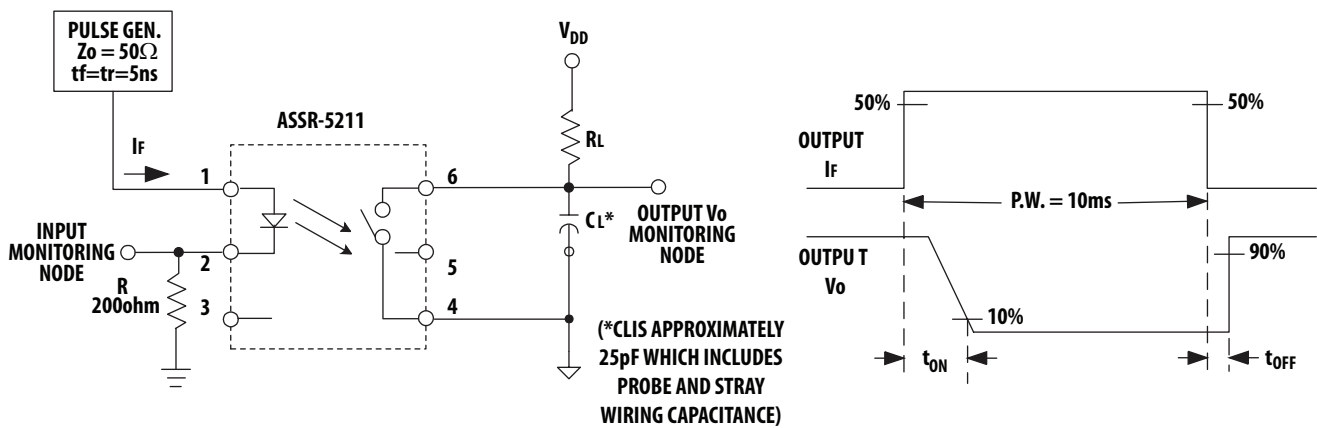 PULSE GEN.
Zo = 50Ω
tf=tr=5ns
IF
ASSR-5211
1
2
3
6
5
4
INPUT
MONITORING
NODE
R
200ohm
VDD
RL
CL*
OUTPUT Vo
MONITORING
NODE
(*CLIS APPROXIMATELY
25pF WHICH INCLUDES
PROBE AND STRAY
WIRING CAPACITANCE)
50%
50%
OUTPUT
IF
P.W. = 10ms
OUTPU T
Vo
90%
10%
tON
tOFF